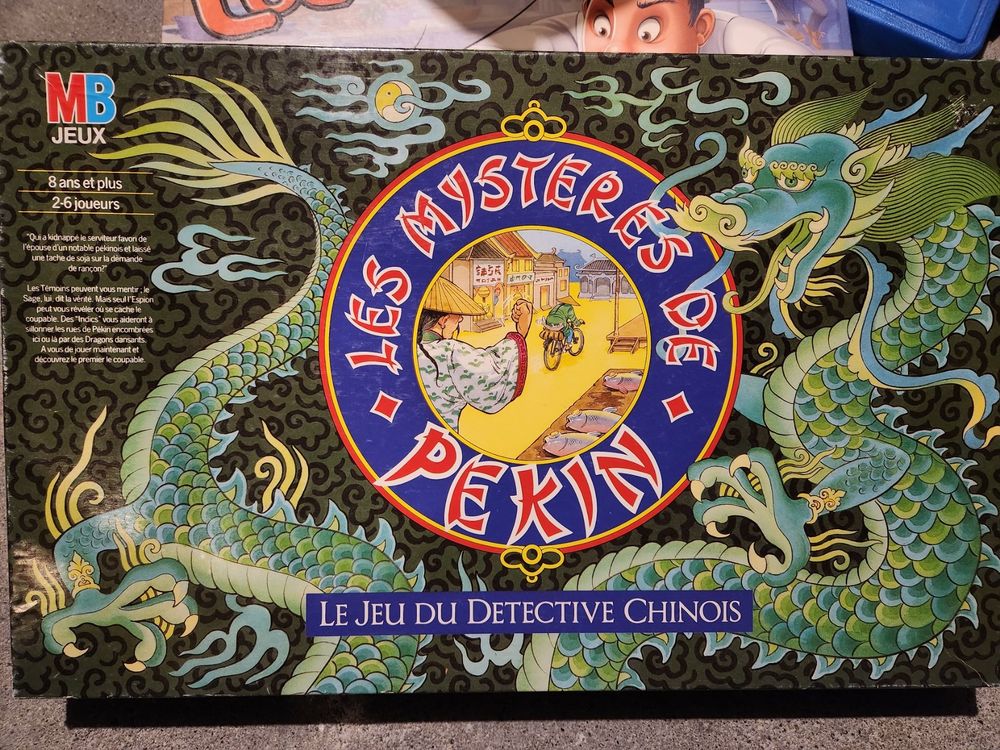 MB
JEUX
8 ans et plus
2-6 joueurs
"Qui a kidnappé le serviteur favori de
l'épouse d'un notable pékinois et laissé
une tache de soja sur la demande
de rançon?"
Les Témoins peuvent vous mentir ; le
Sage, lui, dit la vérité. Mais seul l'Espion
peut vous révéler où se cache le
coupable. Des "Indics" vous aideront à
sillonner les rues de Pékin encombrées
ici ou là par des Dragons dansants.
A vous de jouer maintenant et
découvrez le premier le coupable.
LES MYSTERES DE
PEKIN
LE JEU DU DETECTIVE CHINOIS